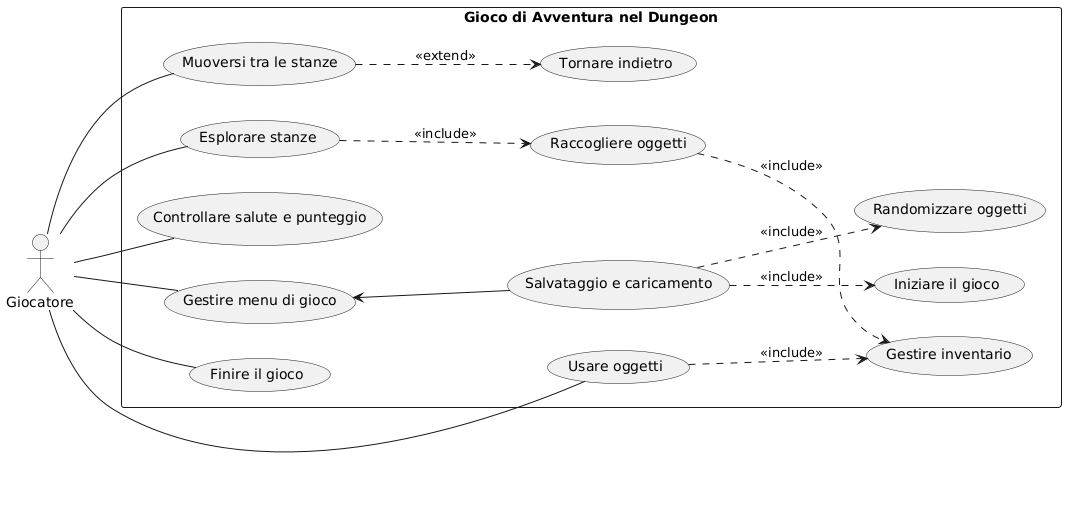 Gioco di Avventura nel Dungeon
Muoversi tra le stanze
«extend»
Tornare indietro
Esplorare stanze
«include»
Raccogliere oggetti
«include»
Controllare salute e punteggio
«include»
Randomizzare oggetti
Giocatore
Gestire menu di gioco
Salvataggio e caricamento
«include»
Iniziare il gioco
Finire il gioco
Usare oggetti
«include»
Gestire inventario